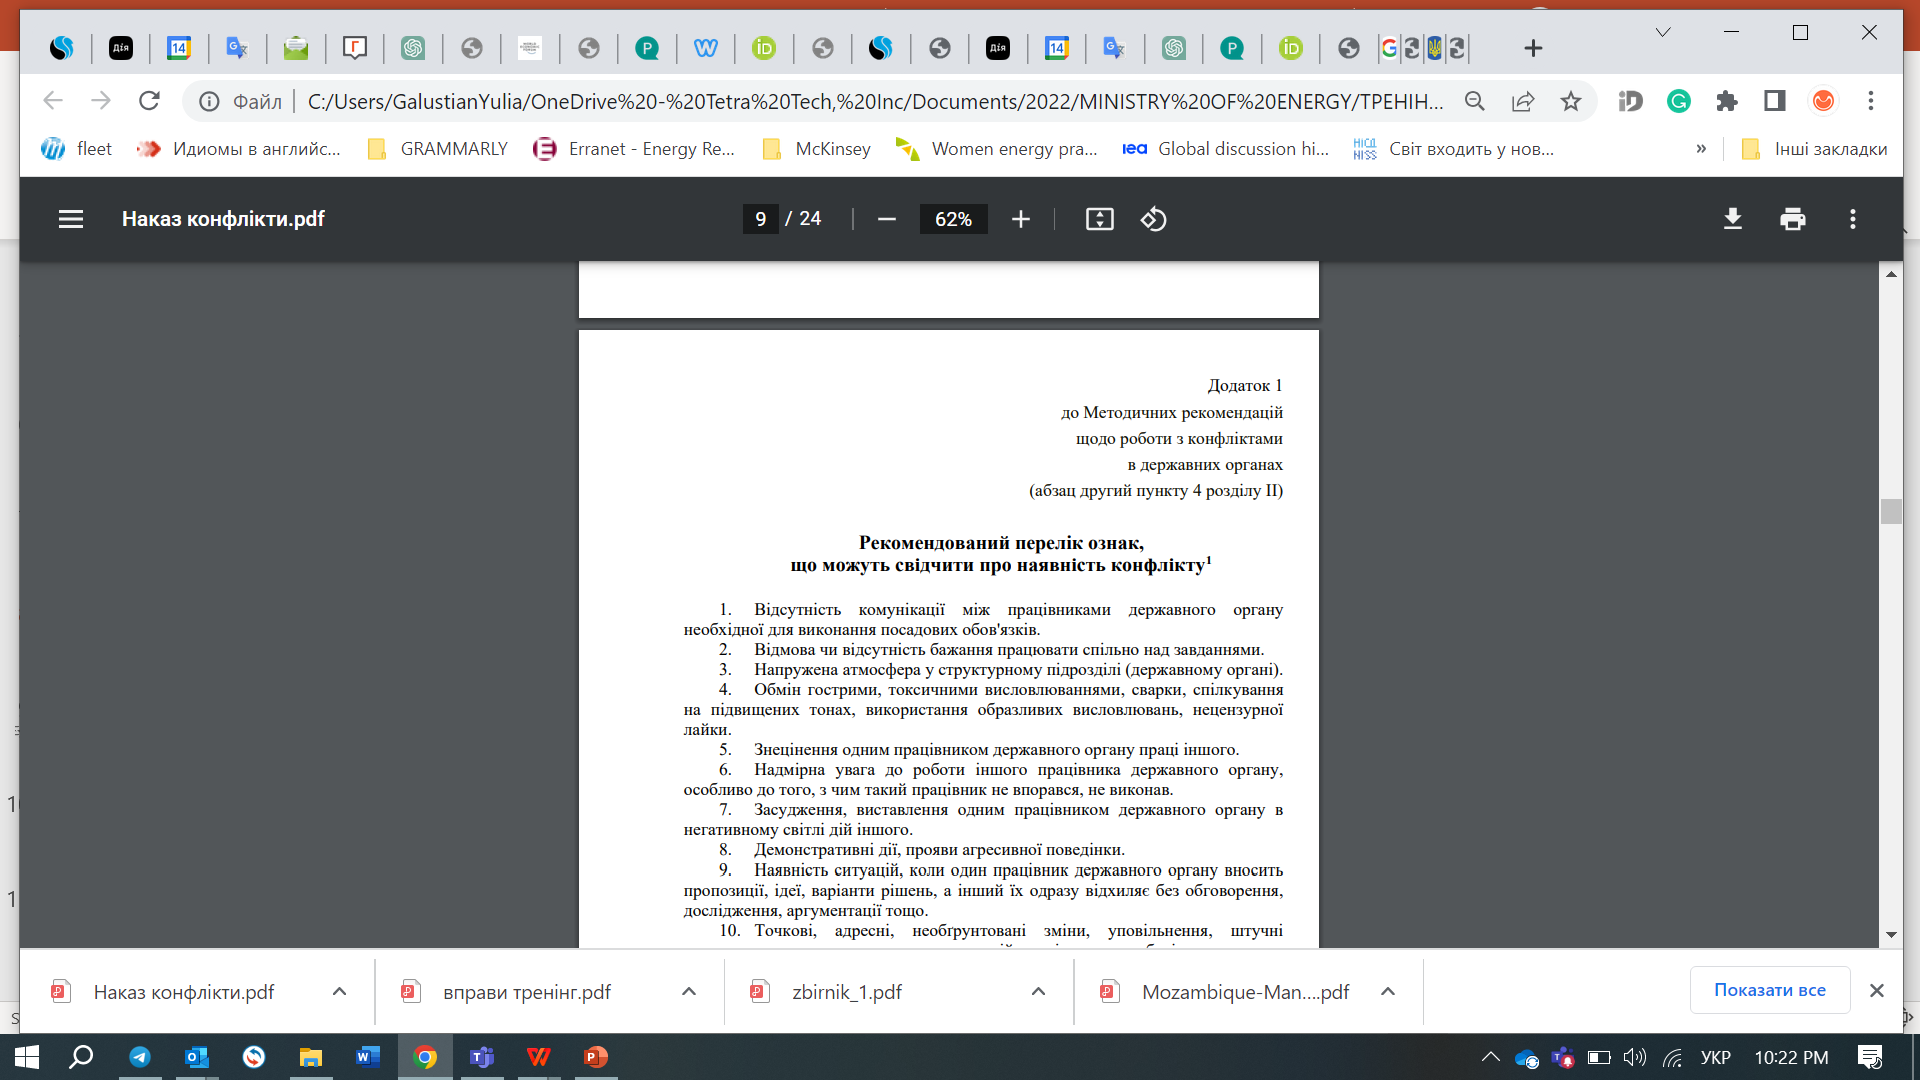 Файл
C:/Users/GalustianYulia/OneDrive%20-%20Tetra%20Tech,%20Inc/Documents/2022/MINISTRY%20OF%20ENERGY/ТРЕНІН...
fleet
Идиомы в английс...
GRAMMARLY
Erranet - Energy Re...
McKinsey
Women energy pra...
iea Global discussion hi...
НІСД NISS Світ входить у нов...
»
Інші закладки
Наказ конфлікти.pdf
9 / 24
62%
Додаток 1
до Методичних рекомендацій
щодо роботи з конфліктами
в державних органах
(абзац другий пункту 4 розділу II)
Рекомендований перелік ознак,
що можуть свідчити про наявність конфлікту¹
1. Відсутність комунікації між працівниками державного органу
необхідної для виконання посадових обов'язків.
2. Відмова чи відсутність бажання працювати спільно над завданнями.
3. Напружена атмосфера у структурному підрозділі (державному органі).
4. Обмін гострими, токсичними висловлюваннями, сварки, спілкування
на підвищених тонах, використання образливих висловлювань, нецензурної
лайки.
5. Знецінення одним працівником державного органу праці іншого.
6. Надмірна увага до роботи іншого працівника державного органу,
особливо до того, з чим такий працівник не впорався, не виконав.
7. Засудження, виставлення одним працівником державного органу в
негативному світлі дій іншого.
8. Демонстративні дії, прояви агресивної поведінки.
9. Наявність ситуацій, коли один працівник державного органу вносить
пропозиції, ідеї, варіанти рішень, а інший їх одразу відхиляє без обговорення,
дослідження, аргументації тощо.
10. Точкові, адресні, необґрунтовані зміни, уповільнення, штучні
Наказ конфлікти.pdf
вправи тренінг.pdf
zbirnik_1.pdf
Mozambique-Man....pdf
Показати все
УКР
10:22 PM